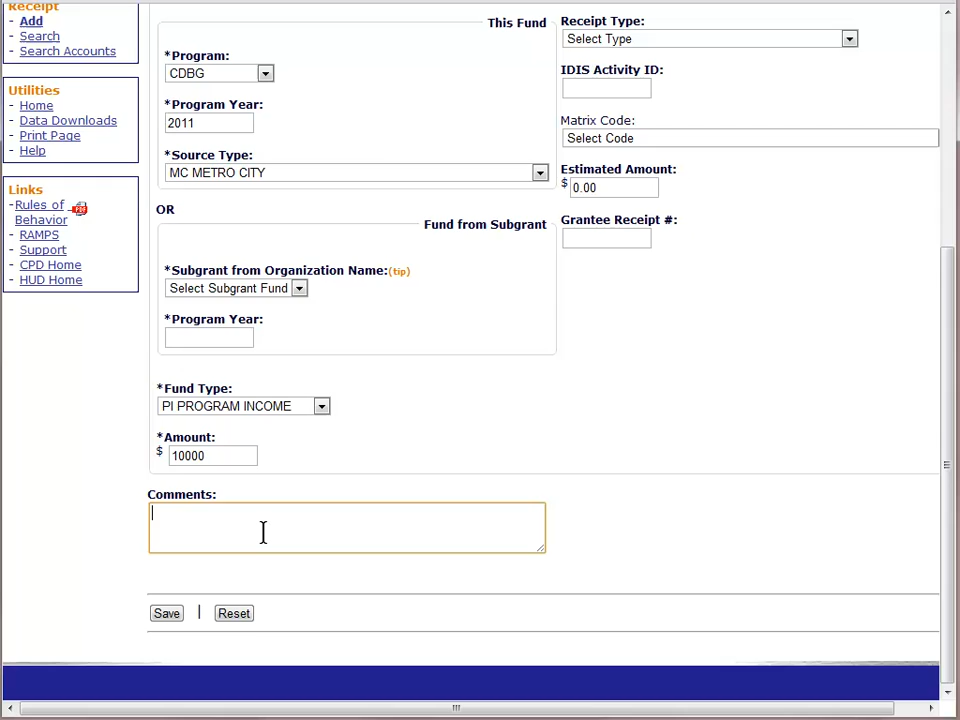 Receipt
- Add
- Search
- Search Accounts
Utilities
- Home
- Data Downloads
- Print Page
- Help
Links
-Rules of
Behavior
- RAMPS
- Support
- CPD Home
- HUD Home
This Fund
*Program:
CDBG
*Program Year:
2011
*Source Type:
MC METRO CITY
OR
Fund from Subgrant
*Subgrant from Organization Name:(tip)
Select Subgrant Fund
*Program Year:
*Fund Type:
PI PROGRAM INCOME
*Amount:
$ 10000
Receipt Type:
Select Type
IDIS Activity ID:
Matrix Code:
Select Code
Estimated Amount:
$ 0.00
Grantee Receipt #:
Comments:
Save | Reset